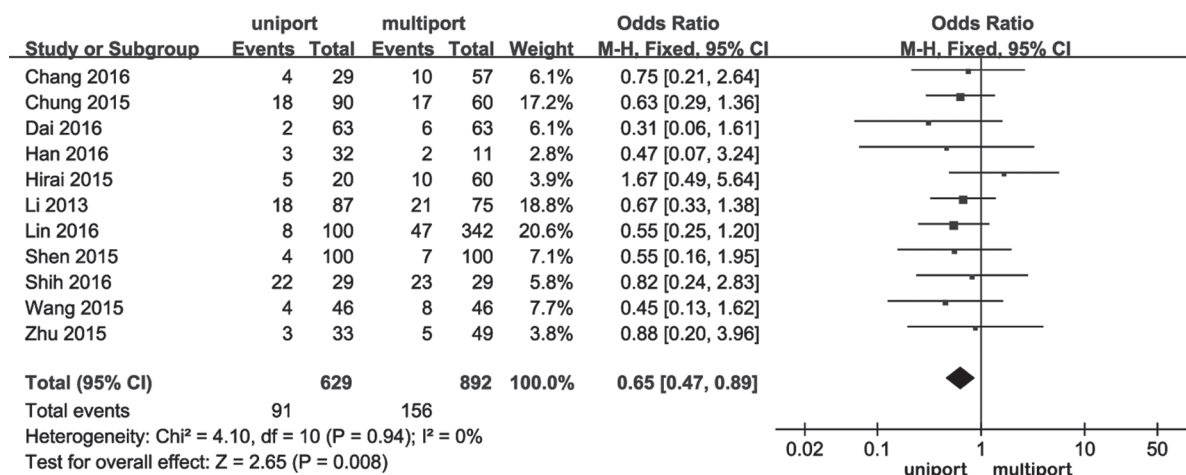 uniport multiport Odds Ratio Odds Ratio
Study or Subgroup Events Total Events Total Weight M-H, Fixed, 95% CI M-H, Fixed, 95% CI
Chang 2016 4 29 10 57 6.1% 0.75 [0.21, 2.64]
Chung 2015 18 90 17 60 17.2% 0.63 [0.29, 1.36]
Dai 2016 2 63 6 63 6.1% 0.31 [0.06, 1.61]
Han 2016 3 32 2 11 2.8% 0.47 [0.07, 3.24]
Hirai 2015 5 20 10 60 3.9% 1.67 [0.49, 5.64]
Li 2013 18 87 21 75 18.8% 0.67 [0.33, 1.38]
Lin 2016 8 100 47 342 20.6% 0.55 [0.25, 1.20]
Shen 2015 4 100 7 100 7.1% 0.55 [0.16, 1.95]
Shih 2016 22 29 23 29 5.8% 0.82 [0.24, 2.83]
Wang 2015 4 46 8 46 7.7% 0.45 [0.13, 1.62]
Zhu 2015 3 33 5 49 3.8% 0.88 [0.20, 3.96]
Total (95% CI) 629 892 100.0% 0.65 [0.47, 0.89]
Total events 91 156
Heterogeneity: Chi² = 4.10, df = 10 (P = 0.94); I² = 0%
Test for overall effect: Z = 2.65 (P = 0.008)
0.02 0.1 1 10 50
uniport multiport